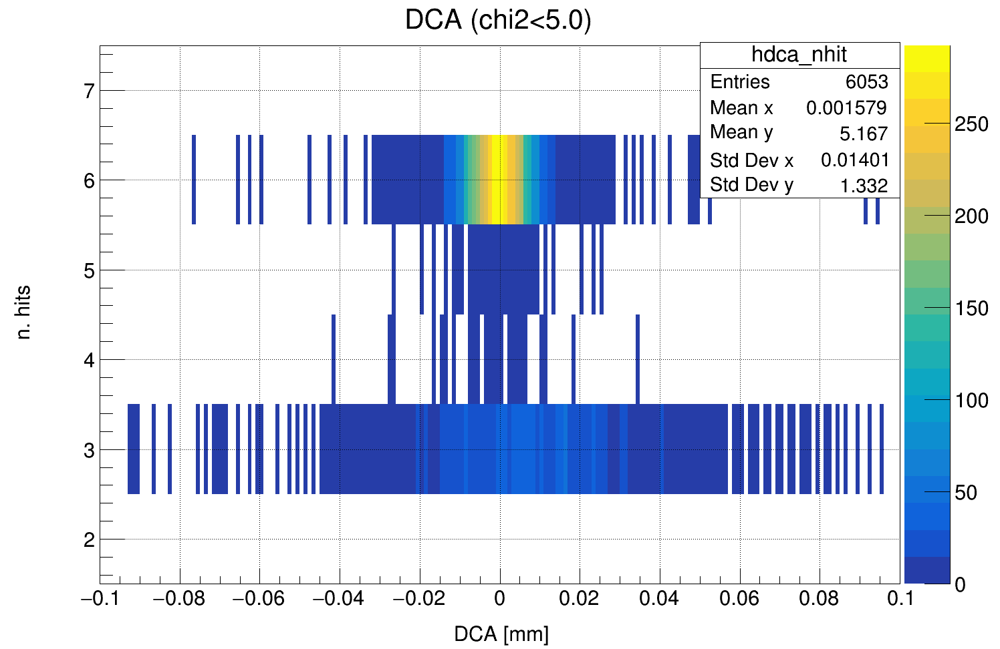 DCA (chi2<5.0)
hdca_nhit
Entries 6053
Mean x 0.001579
Mean y 5.167
Std Dev x 0.01401
Std Dev y 1.332
7
6
5
4
3
2
n. hits
250
200
150
100
50
0
−0.1 −0.08 −0.06 −0.04 −0.02 0 0.02 0.04 0.06 0.08 0.1
DCA [mm]